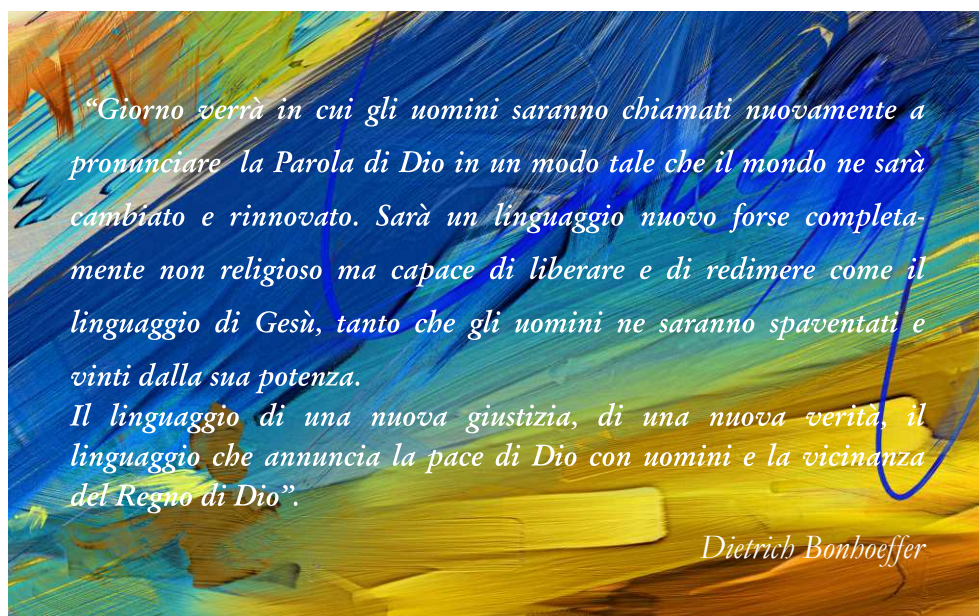 “Giorno verrà in cui gli uomini saranno chiamati nuovamente a
pronunciare la Parola di Dio in un modo tale che il mondo ne sarà
cambiato e rinnovato. Sarà un linguaggio nuovo forse completa-
mente non religioso ma capace di liberare e di redimere come il
linguaggio di Gesù, tanto che gli uomini ne saranno spaventati e
vinti dalla sua potenza.
Il linguaggio di una nuova giustizia, di una nuova verità, il
linguaggio che annuncia la pace di Dio con uomini e la vicinanza
del Regno di Dio”.
Dietrich Bonhoeffer